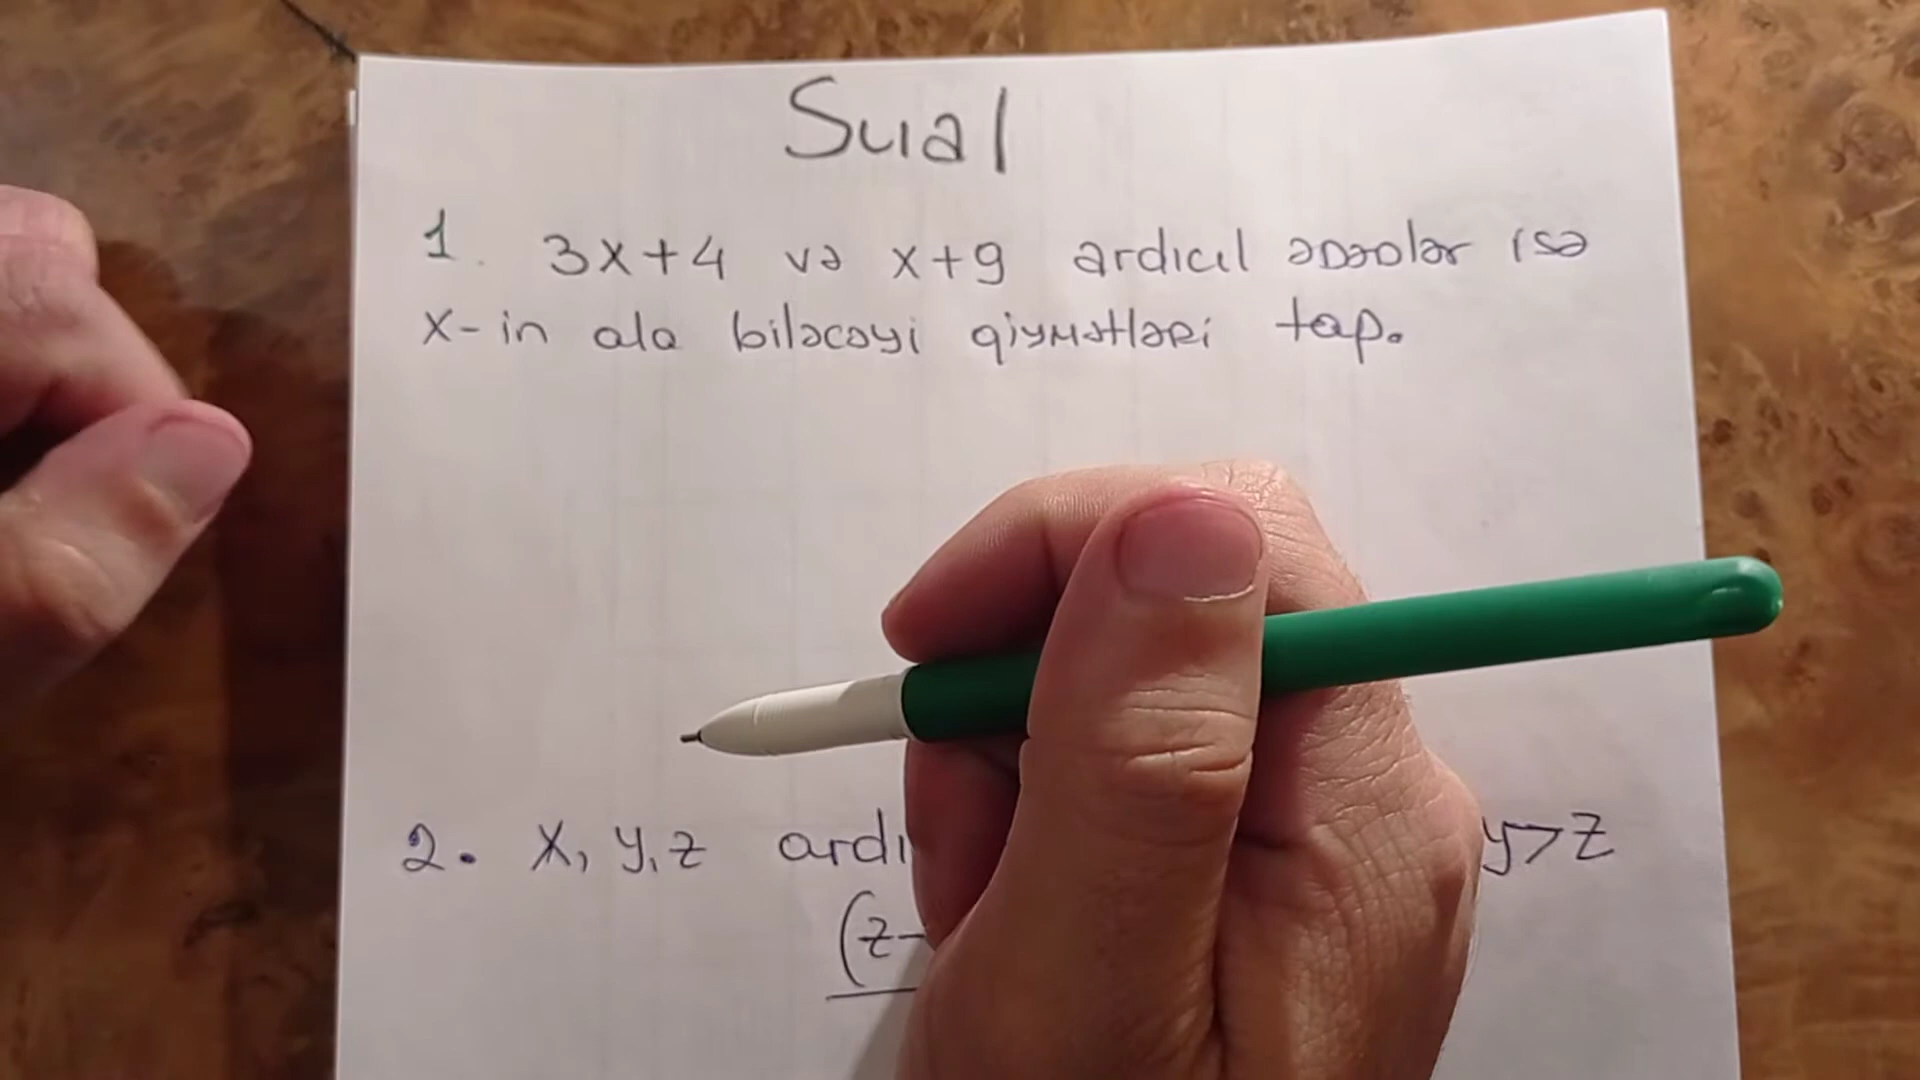 Sual
1. 3x+4 və x+9 ardıcıl ədədlər isə
x-in ala biləcəyi qiymətləri tap.
2. x, y, z ardı y>z
(z-